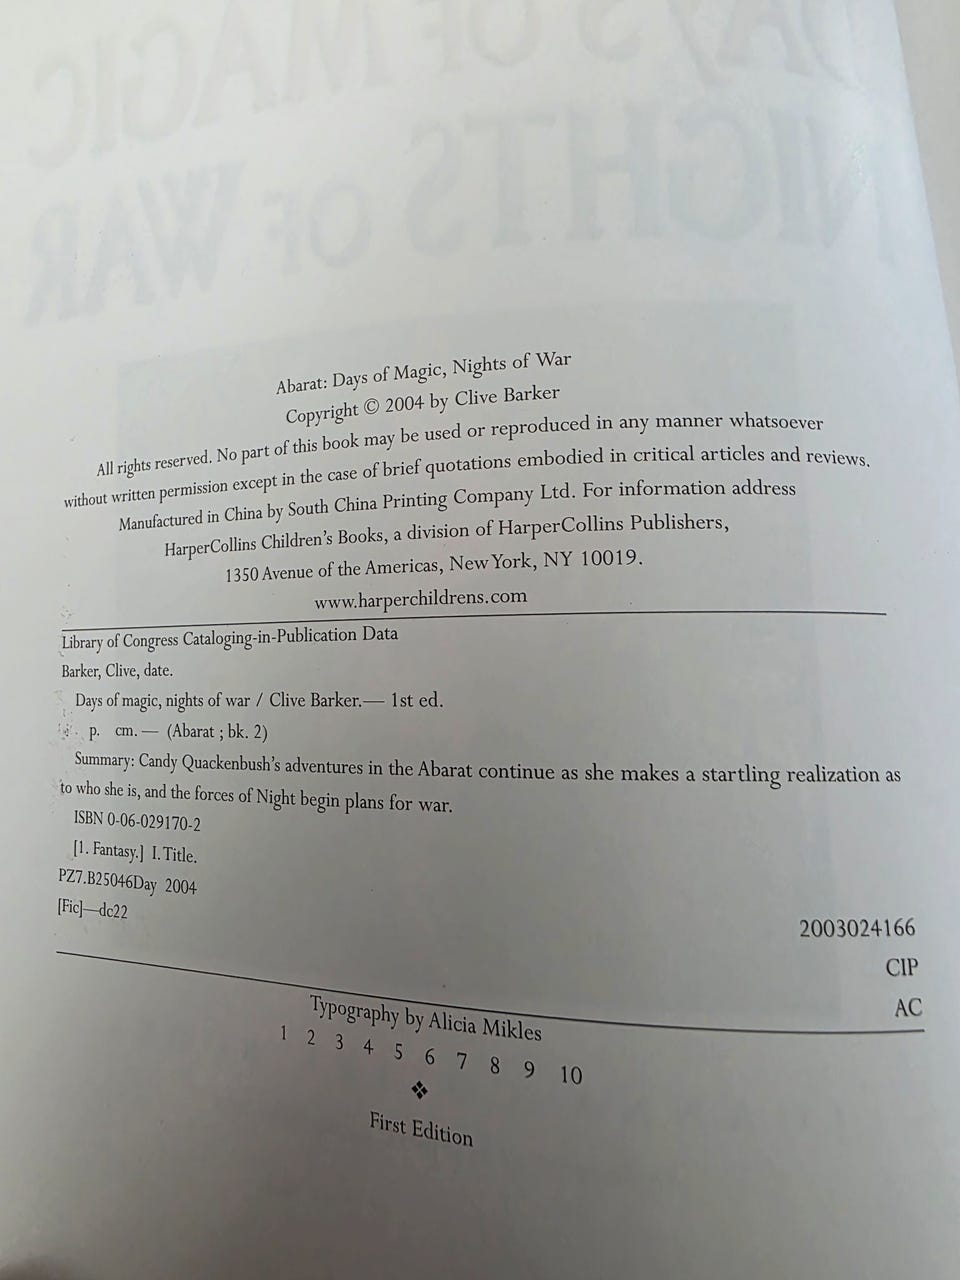 DAYS OF MAGIC
NIGHTS OF WAR
Abarat: Days of Magic, Nights of War
Copyright © 2004 by Clive Barker
All rights reserved. No part of this book may be used or reproduced in any manner whatsoever
without written permission except in the case of brief quotations embodied in critical articles and reviews.
Manufactured in China by South China Printing Company Ltd. For information address
HarperCollins Children's Books, a division of HarperCollins Publishers,
1350 Avenue of the Americas, New York, NY 10019.
www.harperchildrens.com
Library of Congress Cataloging-in-Publication Data
Barker, Clive, date.
Days of magic, nights of war / Clive Barker.— 1st ed.
p. cm. — (Abarat ; bk. 2)
Summary: Candy Quackenbush's adventures in the Abarat continue as she makes a startling realization as
to who she is, and the forces of Night begin plans for war.
ISBN 0-06-029170-2
[1. Fantasy.] I. Title.
PZ7.B25046Day 2004
[Fic]—dc22
2003024166
CIP
AC
Typography by Alicia Mikles
1 2 3 4 5 6 7 8 9 10
❖
First Edition